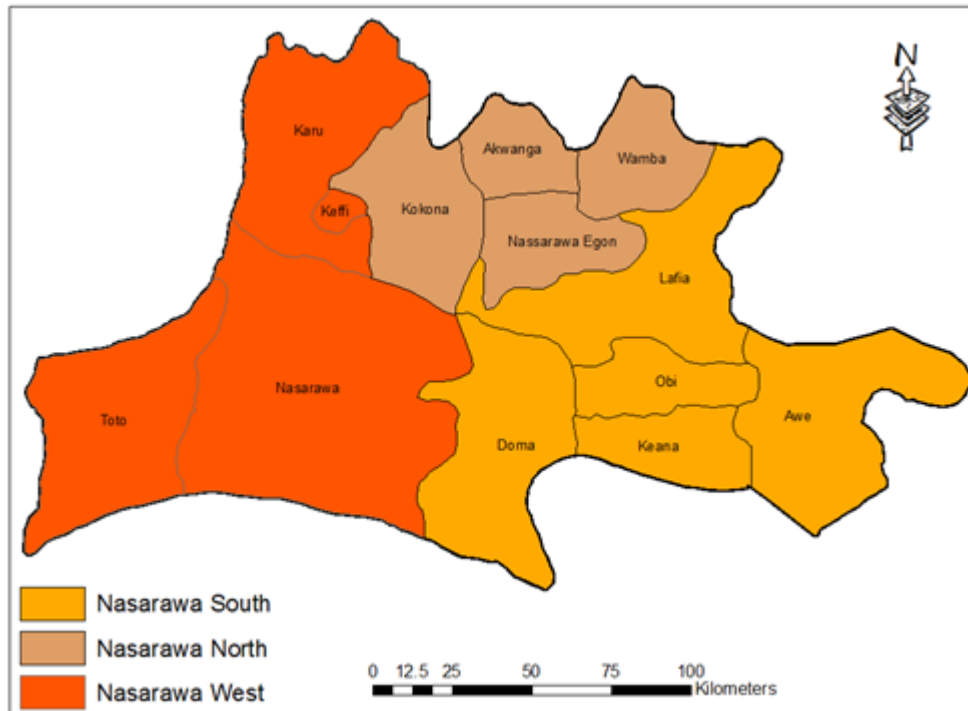 N
Karu
Akwanga
Wamba
Keffi
Kokona
Nassarawa Egon
Lafia
Nasarawa
Obi
Toto
Awe
Doma
Keana
Nasarawa South
Nasarawa North
Nasarawa West
0 12.5 25 50 75 100
Kilometers